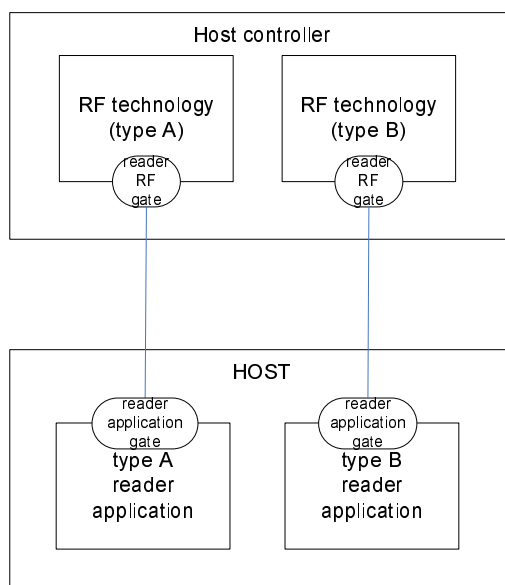 Host controller
RF technology
(type A)
reader
RF
gate
RF technology
(type B)
reader
RF
gate
HOST
reader
application
gate
type A
reader
application
reader
application
gate
type B
reader
application